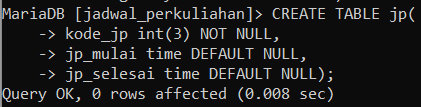 MariaDB [jadwal_perkuliahan]> CREATE TABLE jp(
    -> kode_jp int(3) NOT NULL,
    -> jp_mulai time DEFAULT NULL,
    -> jp_selesai time DEFAULT NULL);
Query OK, 0 rows affected (0.008 sec)